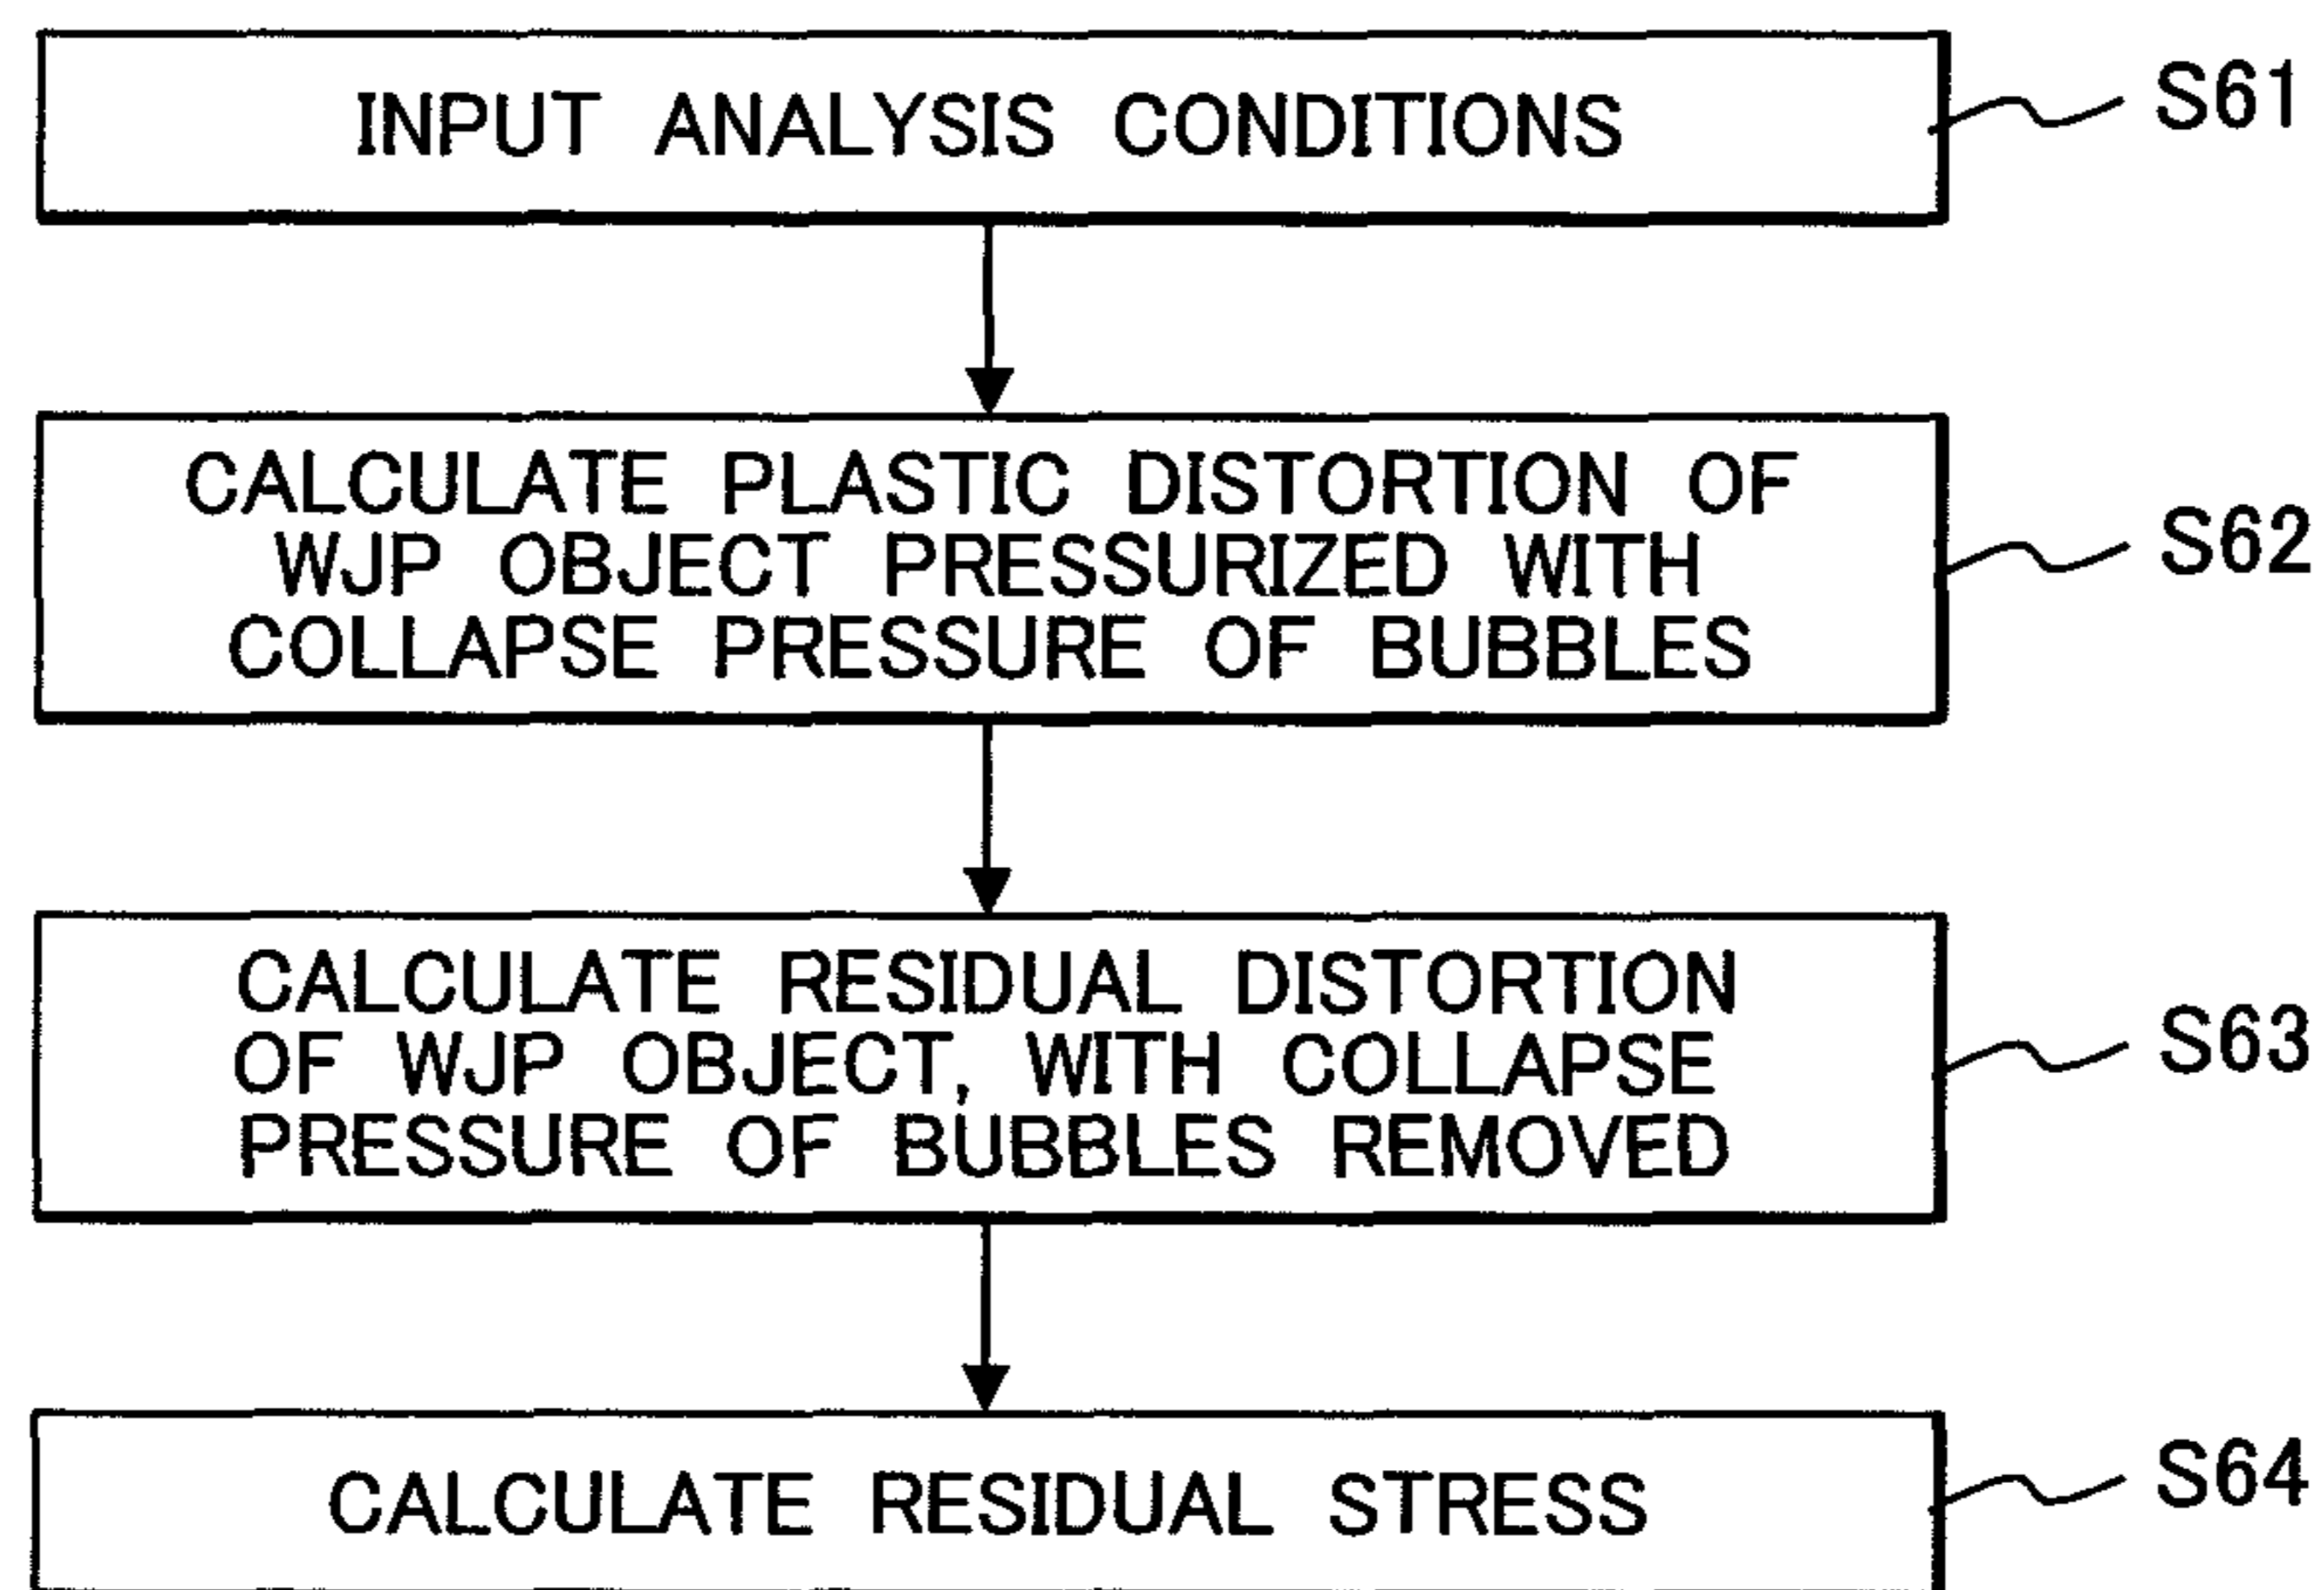 INPUT ANALYSIS CONDITIONS
S61
CALCULATE PLASTIC DISTORTION OF
WJP OBJECT PRESSURIZED WITH
COLLAPSE PRESSURE OF BUBBLES
S62
CALCULATE RESIDUAL DISTORTION
OF WJP OBJECT, WITH COLLAPSE
PRESSURE OF BUBBLES REMOVED
S63
CALCULATE RESIDUAL STRESS
S64